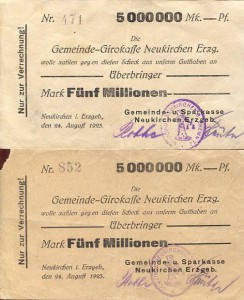 Nur zur Verrechnung!
Nr. 471 5 000 000 Mk. — Pf.
Die
Gemeinde-Girokasse Neukirchen Erzg.
wolle zahlen gegen diesen Scheck aus unserm Guthaben an
Überbringer
Mark Fünf Millionen
Neukirchen i. Erzgeb,
den 24. August 1923.
Gemeinde- u. Sparkasse
Neukirchen Erzgeb.
Nur zur Verrechnung!
Nr. 852 5 000 000 Mk. — Pf.
Die
Gemeinde-Girokasse Neukirchen Erzg.
wolle zahlen gegen diesen Scheck aus unserm Guthaben an
Überbringer
Mark Fünf Millionen
Neukirchen i. Erzgeb,
den 24. August 1923.
Gemeinde- u. Sparkasse
Neukirchen Erzgeb.